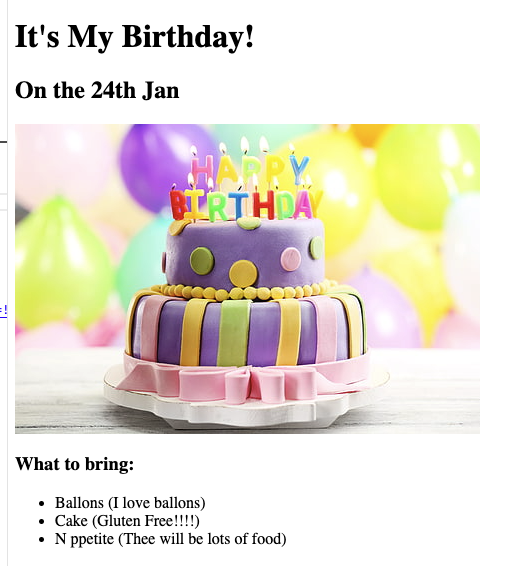 It's My Birthday!
On the 24th Jan
HAPPY
BIRTHDAY
What to bring:
Ballons (I love ballons)
Cake (Gluten Free!!!!)
N ppetite (Thee will be lots of food)